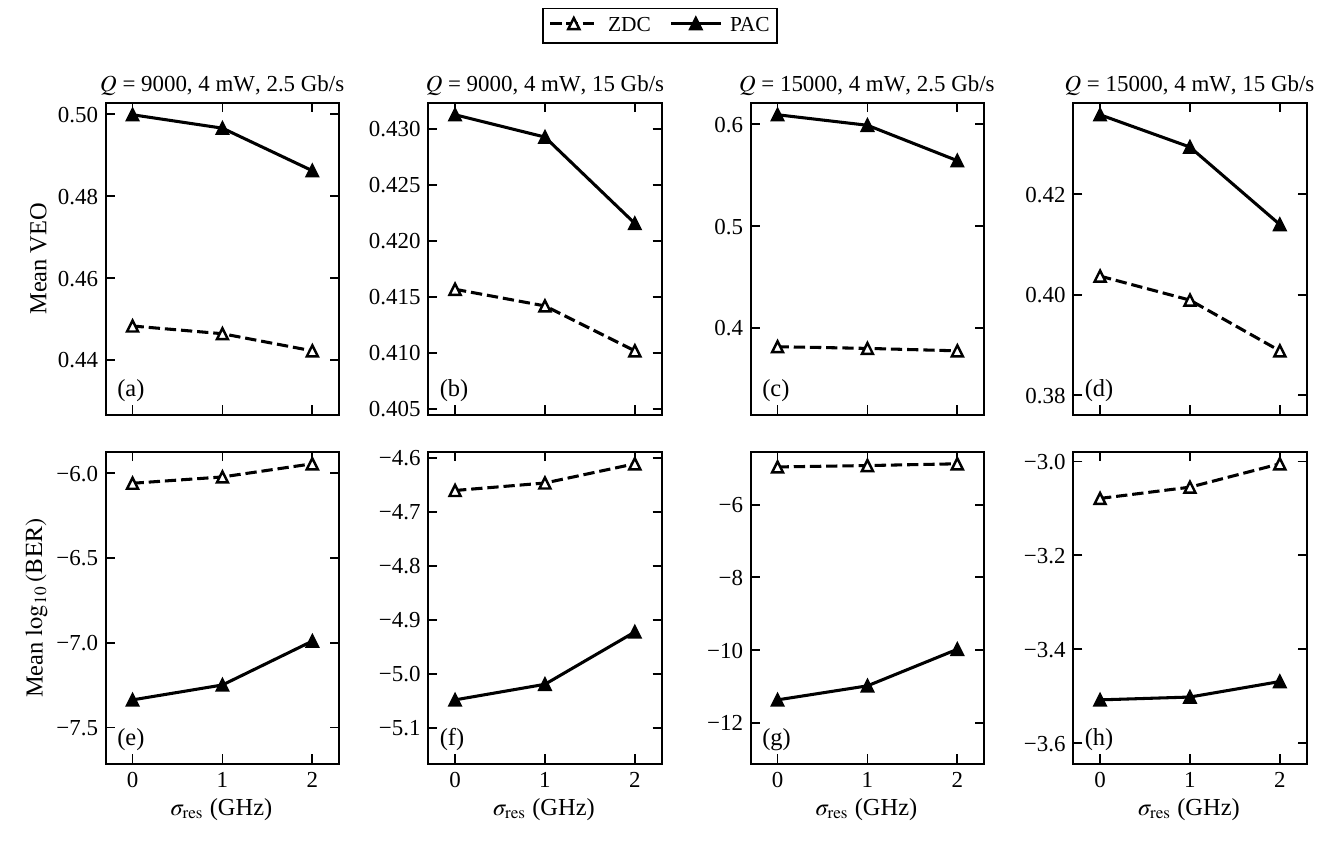 ZDC PAC
Q = 9000, 4 mW, 2.5 Gb/s
Q = 9000, 4 mW, 15 Gb/s
Q = 15000, 4 mW, 2.5 Gb/s
Q = 15000, 4 mW, 15 Gb/s
Mean VEO
0.50
0.48
0.46
0.44
(a)
0.430
0.425
0.420
0.415
0.410
0.405
(b)
0.6
0.5
0.4
(c)
0.42
0.40
0.38
(d)
Mean log10(BER)
−6.0
−6.5
−7.0
−7.5
(e)
0 1 2
σres (GHz)
−4.6
−4.7
−4.8
−4.9
−5.0
−5.1
(f)
0 1 2
σres (GHz)
−6
−8
−10
−12
(g)
0 1 2
σres (GHz)
−3.0
−3.2
−3.4
−3.6
(h)
0 1 2
σres (GHz)